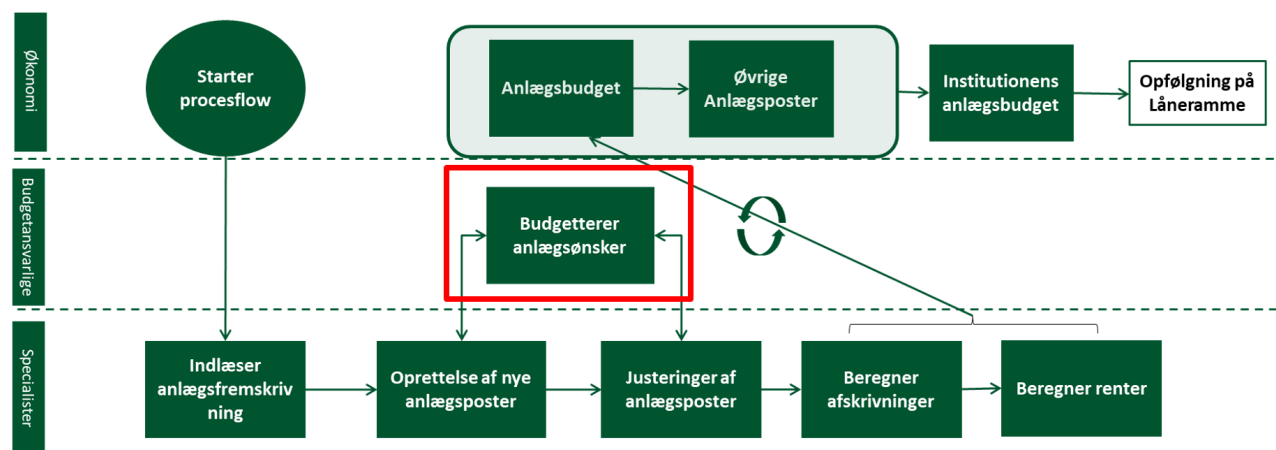 Økonomi
Starter
procesflow
Anlægsbudget
Øvrige
Anlægsposter
Institutionens
anlægsbudget
Opfølgning på
Låneramme
Budgetansvarlige
Budgetterer
anlægsønsker
Specialister
Indlæser
anlægsfremskriv
ning
Oprettelse af nye
anlægsposter
Justeringer af
anlægsposter
Beregner
afskrivninger
Beregner renter